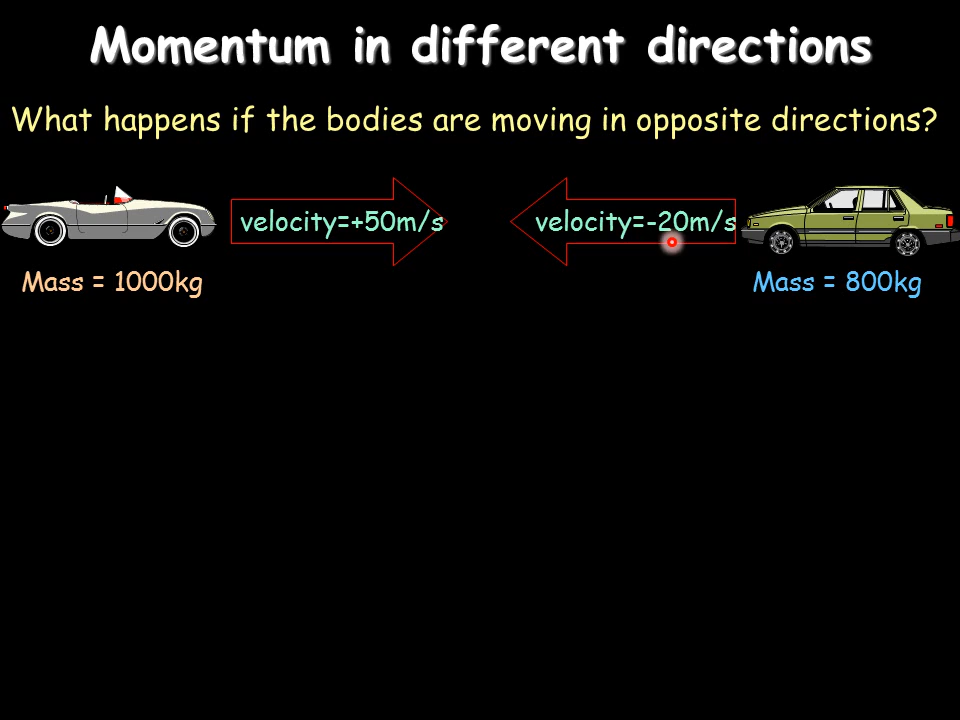 Momentum in different directions
What happens if the bodies are moving in opposite directions?
velocity=+50m/s
velocity=-20m/s
Mass = 1000kg
Mass = 800kg